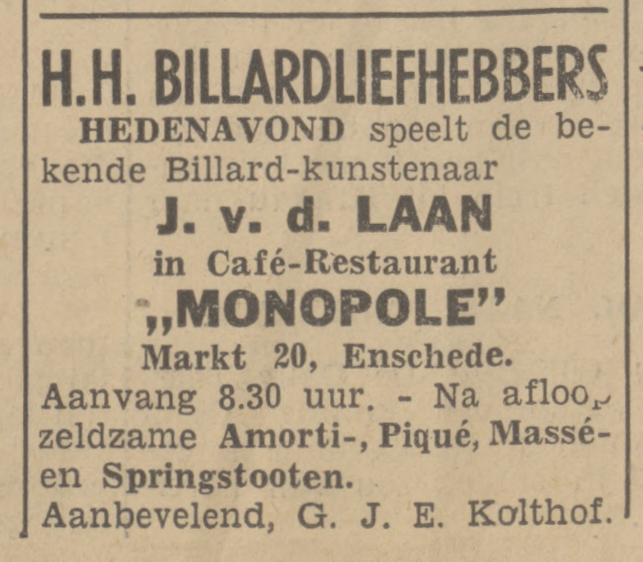 H.H. BILLARDLIEFHEBBERS
HEDENAVOND speelt de be-
kende Billard-kunstenaar
J. v. d. LAAN
in Café-Restaurant
„MONOPOLE”
Markt 20, Enschede.
Aanvang 8.30 uur. - Na afloop
zeldzame Amorti-, Piqué, Massé-
en Springstooten.
Aanbevelend, G. J. E. Kolthof.